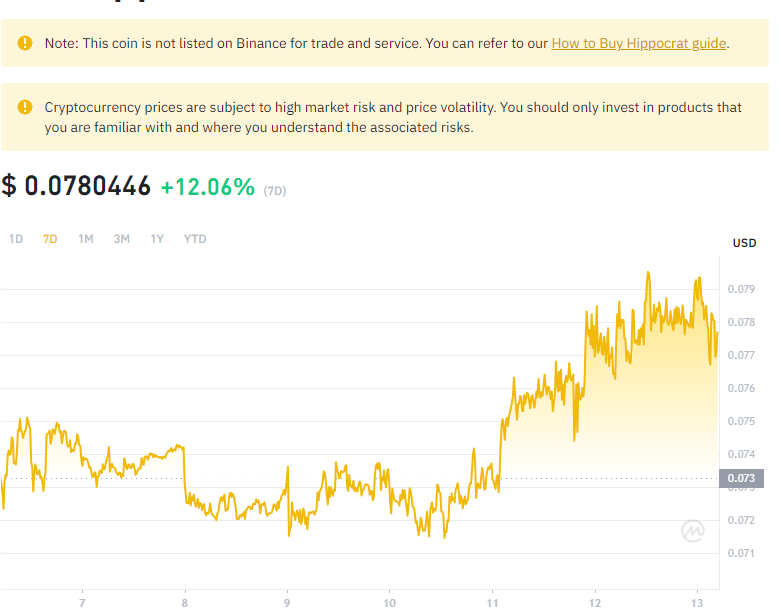 Note: This coin is not listed on Binance for trade and service. You can refer to our How to Buy Hippocrat guide.
Cryptocurrency prices are subject to high market risk and price volatility. You should only invest in products that
you are familiar with and where you understand the associated risks.
$ 0.0780446 +12.06% (7D)
1D 7D 1M 3M 1Y YTD
USD
0.079
0.078
0.077
0.076
0.075
0.074
0.073
0.072
0.071
7 8 9 10 11 12 13